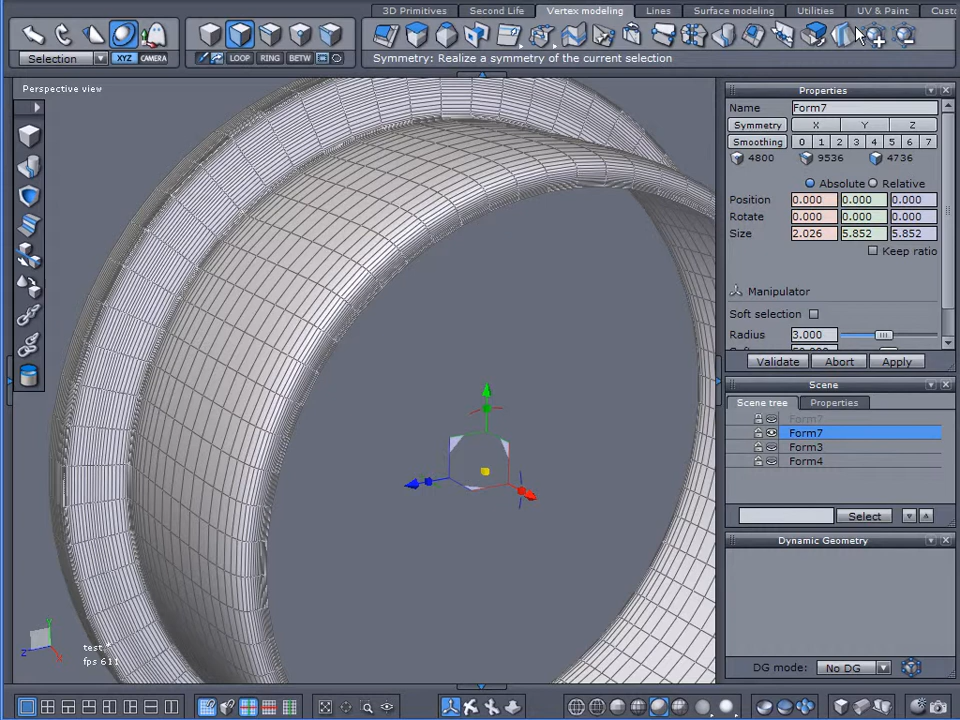 3D Primitives Second Life Vertex modeling Lines Surface modeling Utilities UV & Paint Cust
Selection XYZ CAMERA LOOP RING BETW
Symmetry: Realize a symmetry of the current selection
Perspective view
Properties
Name Form7
Symmetry X Y Z
Smoothing 0 1 2 3 4 5 6 7
4800 9536 4736
Absolute Relative
Position 0.000 0.000 0.000
Rotate 0.000 0.000 0.000
Size 2.026 5.852 5.852
Keep ratio
Manipulator
Soft selection
Radius 3.000
Validate Abort Apply
Scene
Scene tree Properties
Form7
Form7
Form3
Form4
Select
Dynamic Geometry
Y
Z X
test.*
fps 611
DG mode: No DG